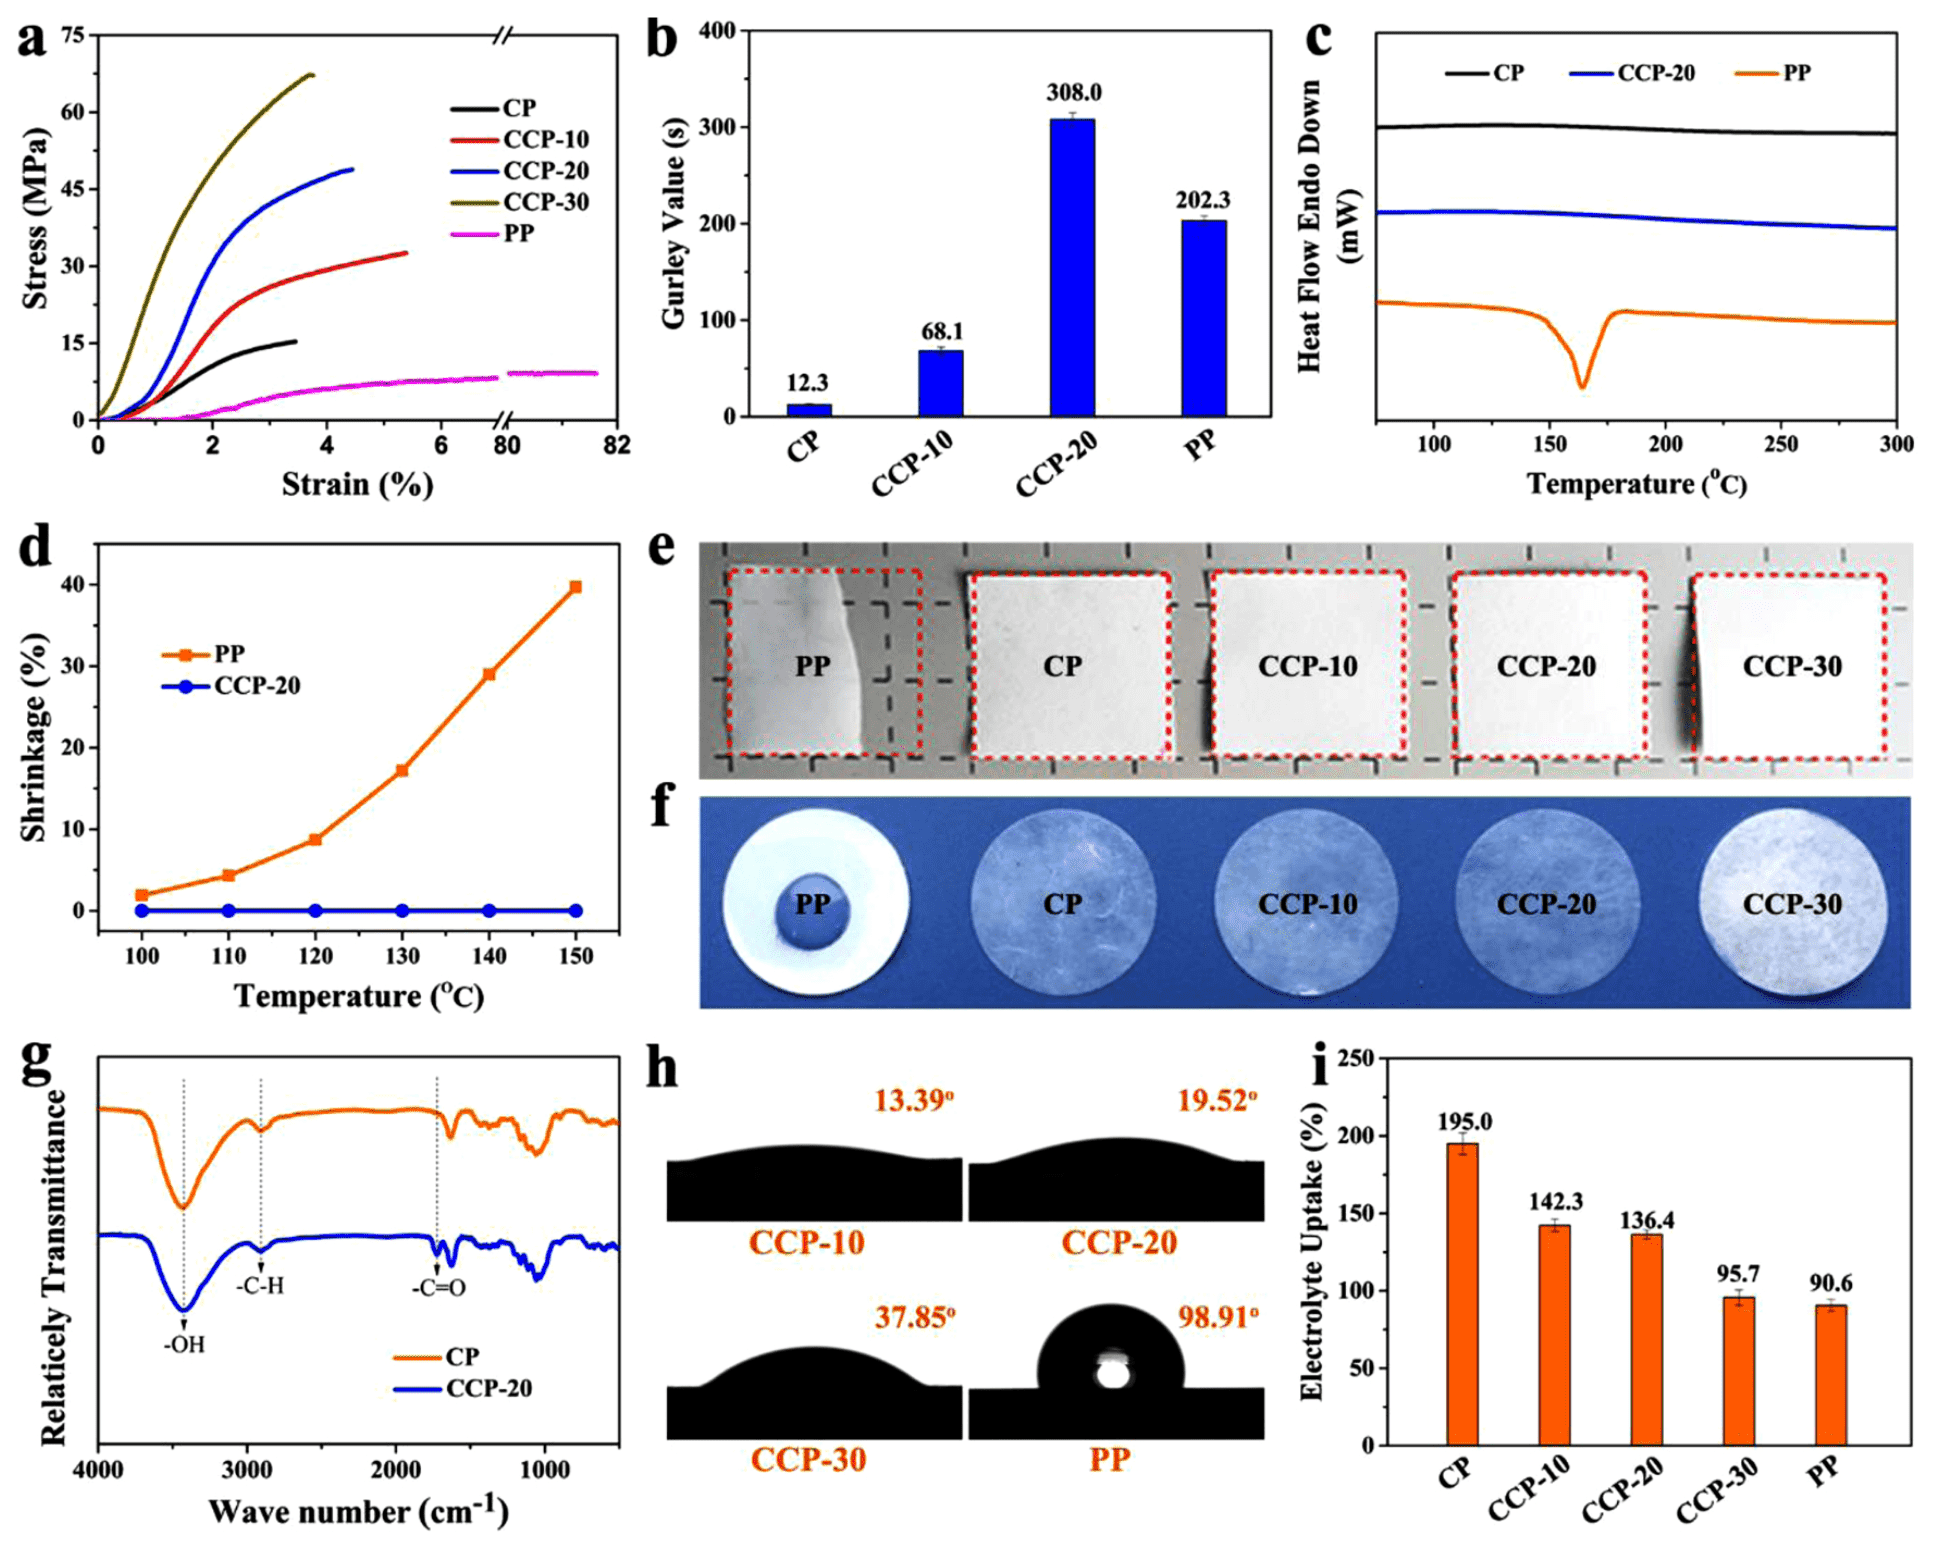 a
75
60
45
30
15
0
Stress (MPa)
CP
CCP-10
CCP-20
CCP-30
PP
0 2 4 6 80 80 82
Strain (%)
b
400
300
200
100
0
Gurley Value (s)
12.3
68.1
308.0
202.3
CP
CCP-10
CCP-20
PP
c
CP CCP-20 PP
Heat Flow Endo Down
(mW)
100 150 200 250 300
Temperature (°C)
d
40
30
20
10
0
Shrinkage (%)
PP
CCP-20
100 110 120 130 140 150
Temperature (°C)
e
PP CP CCP-10 CCP-20 CCP-30
f
PP CP CCP-10 CCP-20 CCP-30
g
Relaticely Transmittance
-C-H
-C=O
-OH
CP
CCP-20
4000 3000 2000 1000
Wave number (cm⁻¹)
h
13.39° 19.52°
CCP-10 CCP-20
37.85° 98.91°
CCP-30 PP
i
250
200
150
100
50
0
Electrolyte Uptake (%)
195.0
142.3
136.4
95.7
90.6
CP
CCP-10
CCP-20
CCP-30
PP